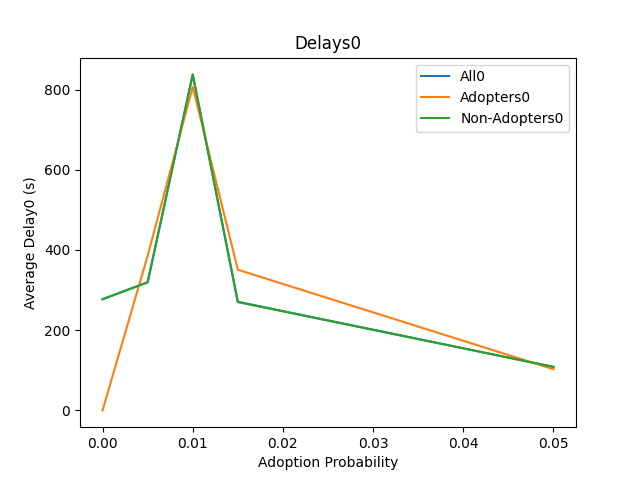 Delays0
All0
Adopters0
Non-Adopters0
Average Delay0 (s)
800
600
400
200
0
0.00
0.01
0.02
0.03
0.04
0.05
Adoption Probability